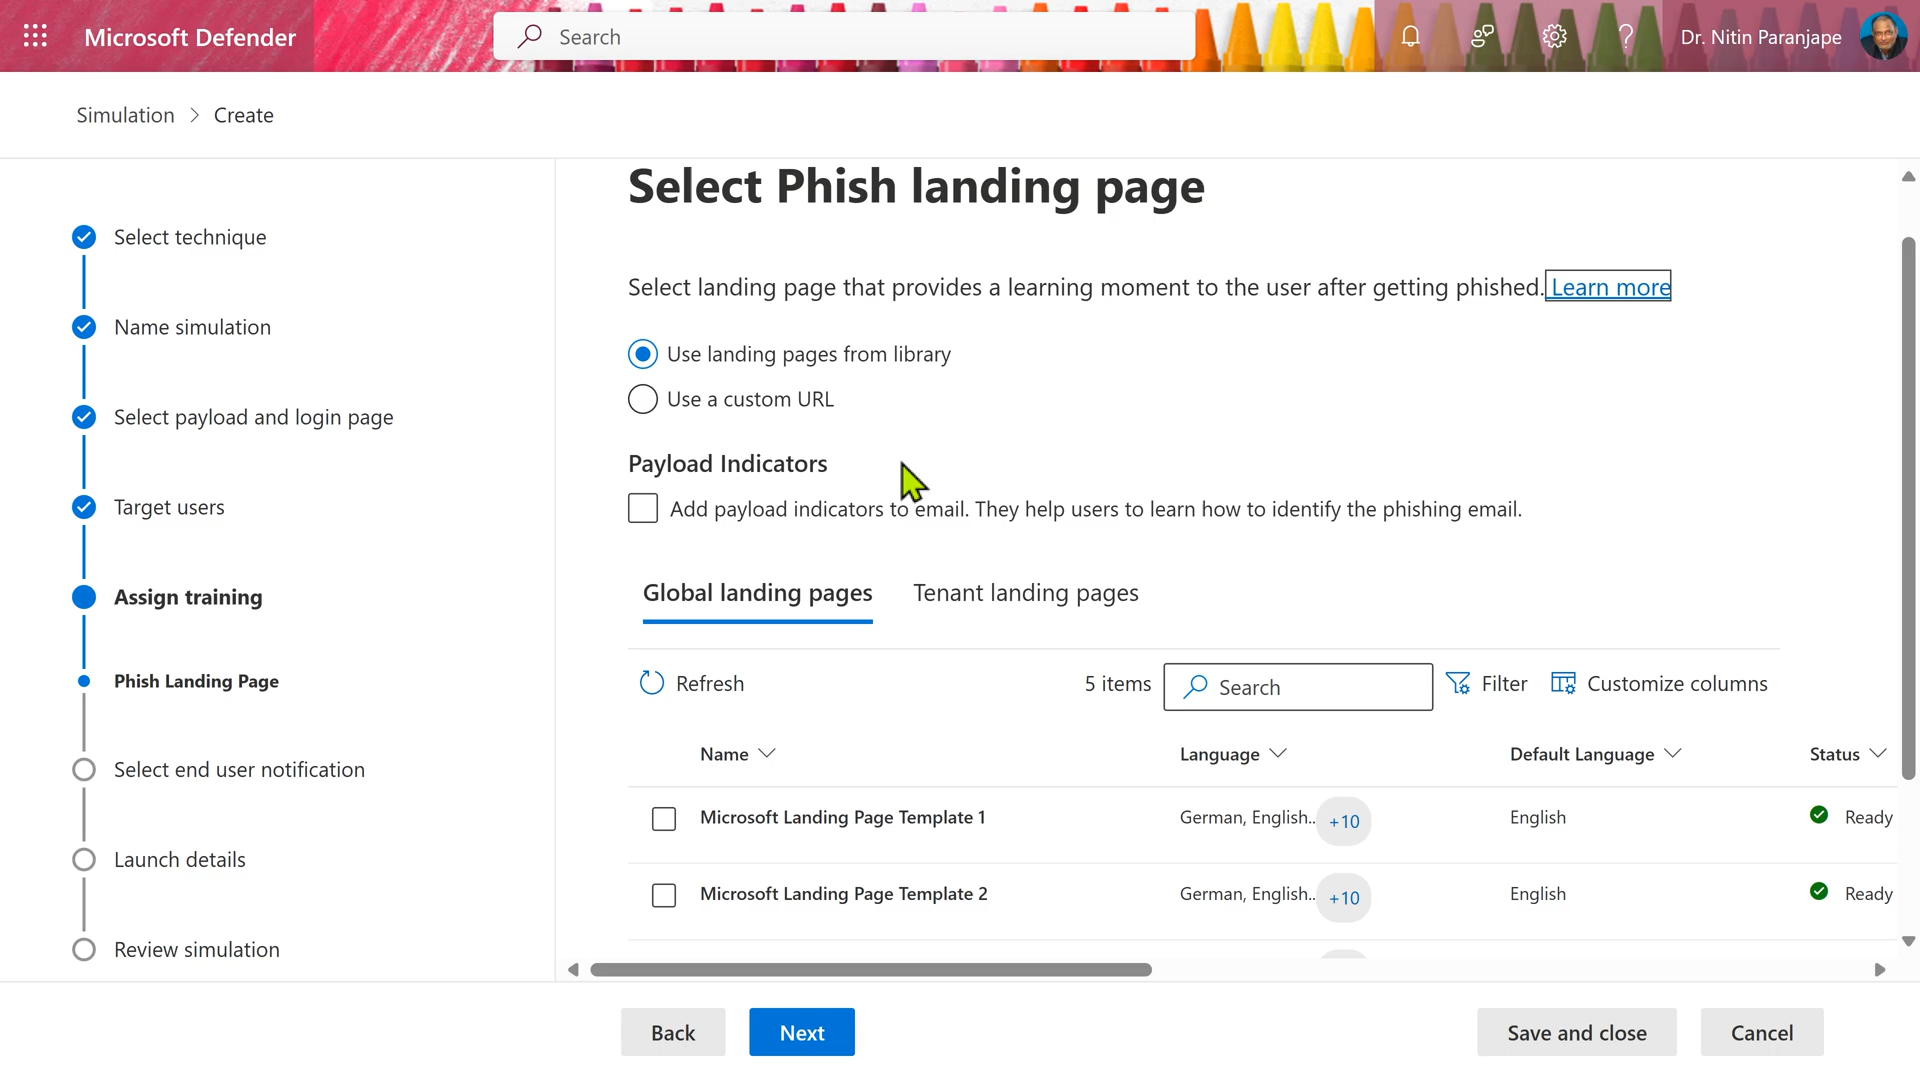 Microsoft Defender
Search
Dr. Nitin Paranjape
Simulation > Create
Select technique
Name simulation
Select payload and login page
Target users
Assign training
Phish Landing Page
Select end user notification
Launch details
Review simulation
Select Phish landing page
Select landing page that provides a learning moment to the user after getting phished. Learn more
Use landing pages from library
Use a custom URL
Payload Indicators
Add payload indicators to email. They help users to learn how to identify the phishing email.
Global landing pages Tenant landing pages
Refresh 5 items Search Filter Customize columns
Name Language Default Language Status
Microsoft Landing Page Template 1 German, English.. +10 English Ready
Microsoft Landing Page Template 2 German, English.. +10 English Ready
Back Next Save and close Cancel